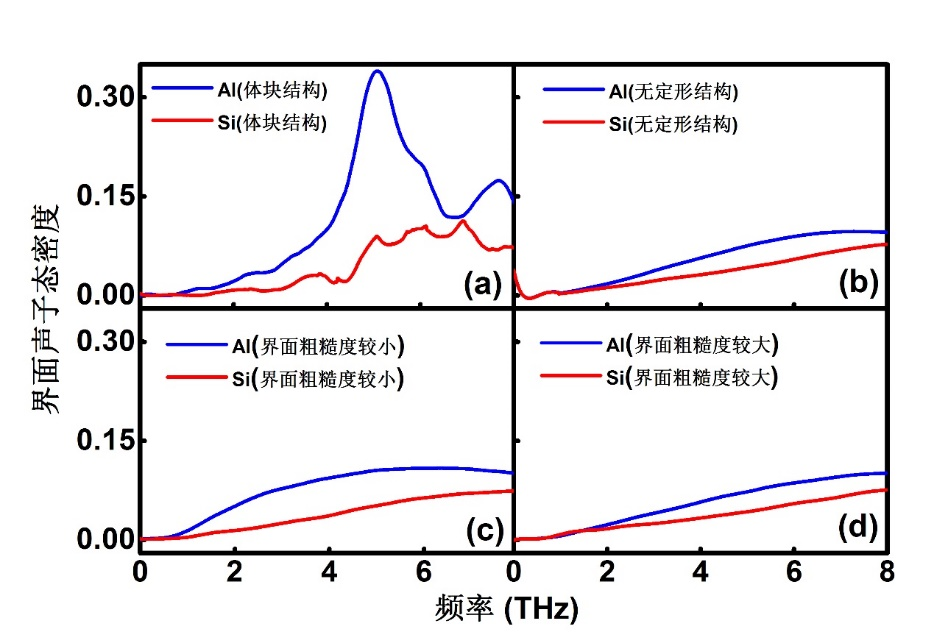 界面声子态密度
0.30
0.15
0.00
Al(体块结构)
Si(体块结构)
(a)
Al(无定形结构)
Si(无定形结构)
(b)
0.30
0.15
0.00
Al(界面粗糙度较小)
Si(界面粗糙度较小)
(c)
Al(界面粗糙度较大)
Si(界面粗糙度较大)
(d)
0 2 4 6 0 2 4 6 8
频率 (THz)